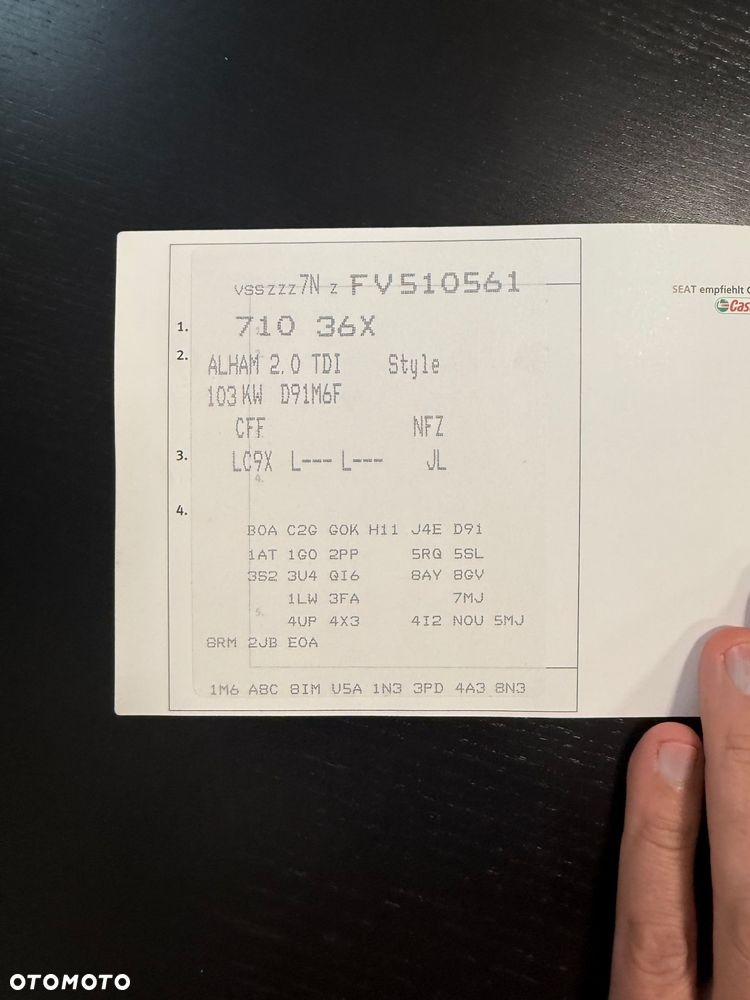 VSSZZZ7N Z FV510561
SEAT empfiehlt
1. 710 36X
2. ALHAM 2.0 TDI Style
103 KW D91M6F
CFF NFZ
3. LC9X L--- L--- JL
4.
4.
B0A C2G G0K H11 J4E D91
1AT 1G0 2PP 5RQ 5SL
3S2 3U4 QI6 8AY 8GV
1LW 3FA 7MJ
5.
4UP 4X3 4I2 N0U 5MJ
8RM 2JB E0A
1M6 A8C 8IM U5A 1N3 3PD 4A3 8N3
OTOMOTO